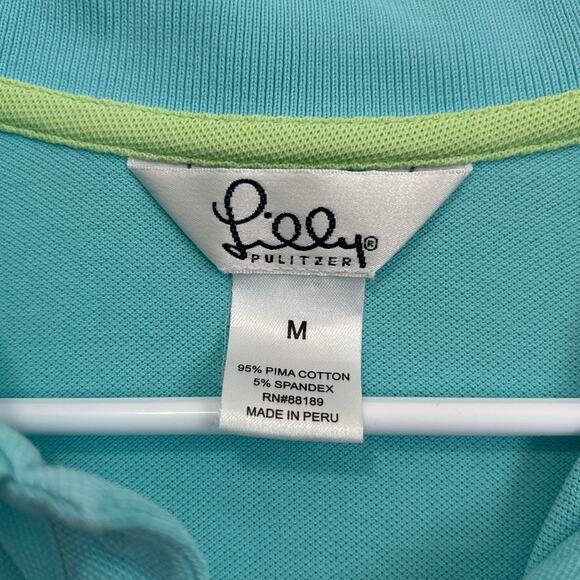 Lilly®
PULITZER
M
95% PIMA COTTON
5% SPANDEX
RN#88189
MADE IN PERU